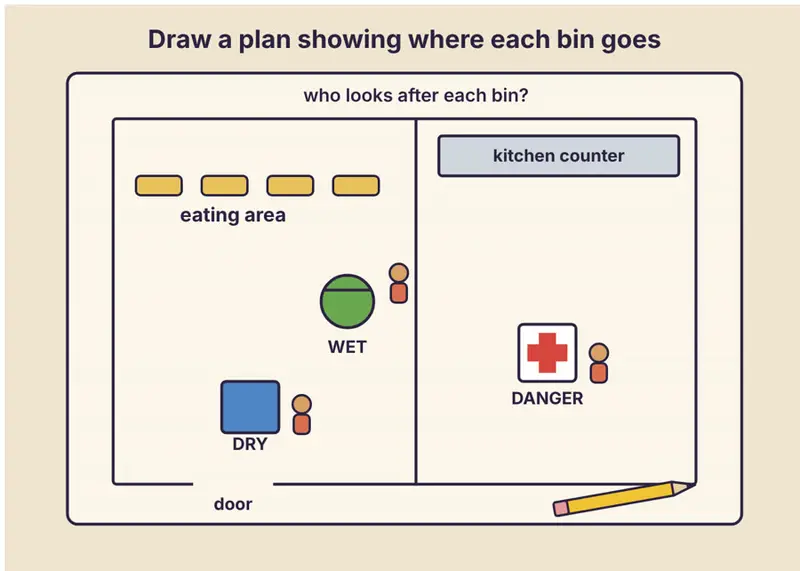 Draw a plan showing where each bin goes
who looks after each bin?
kitchen counter
eating area
WET
DANGER
DRY
door